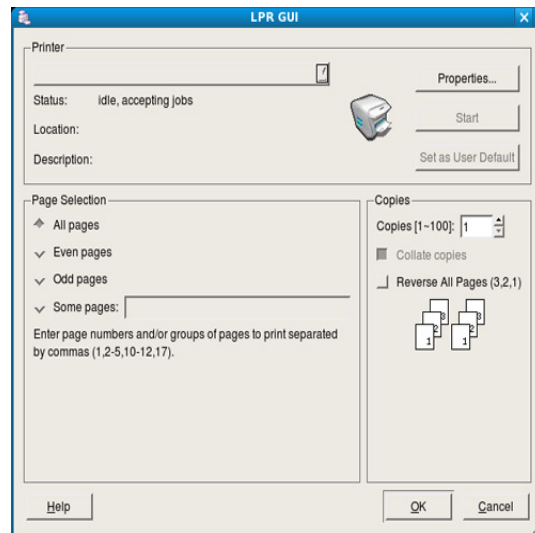 LPR GUI
Printer
Properties...
Status: idle, accepting jobs
Start
Location:
Description:
Set as User Default
Page Selection
All pages
Even pages
Odd pages
Some pages:
Enter page numbers and/or groups of pages to print separated
by commas (1,2-5,10-12,17).
Copies
Copies [1~100]: 1
Collate copies
Reverse All Pages (3,2,1)
3 3
2 2
1 1
Help
OK
Cancel